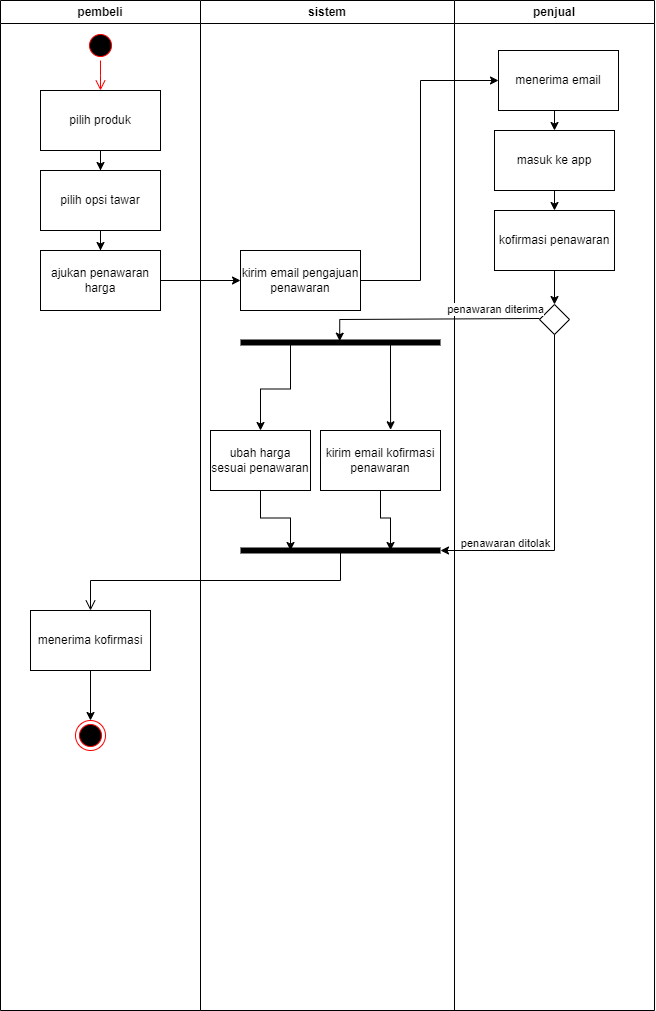 pembeli
sistem
penjual
pilih produk
pilih opsi tawar
ajukan penawaran
harga
kirim email pengajuan
penawaran
menerima email
masuk ke app
kofirmasi penawaran
penawaran diterima
ubah harga
sesuai penawaran
kirim email kofirmasi
penawaran
penawaran ditolak
menerima kofirmasi